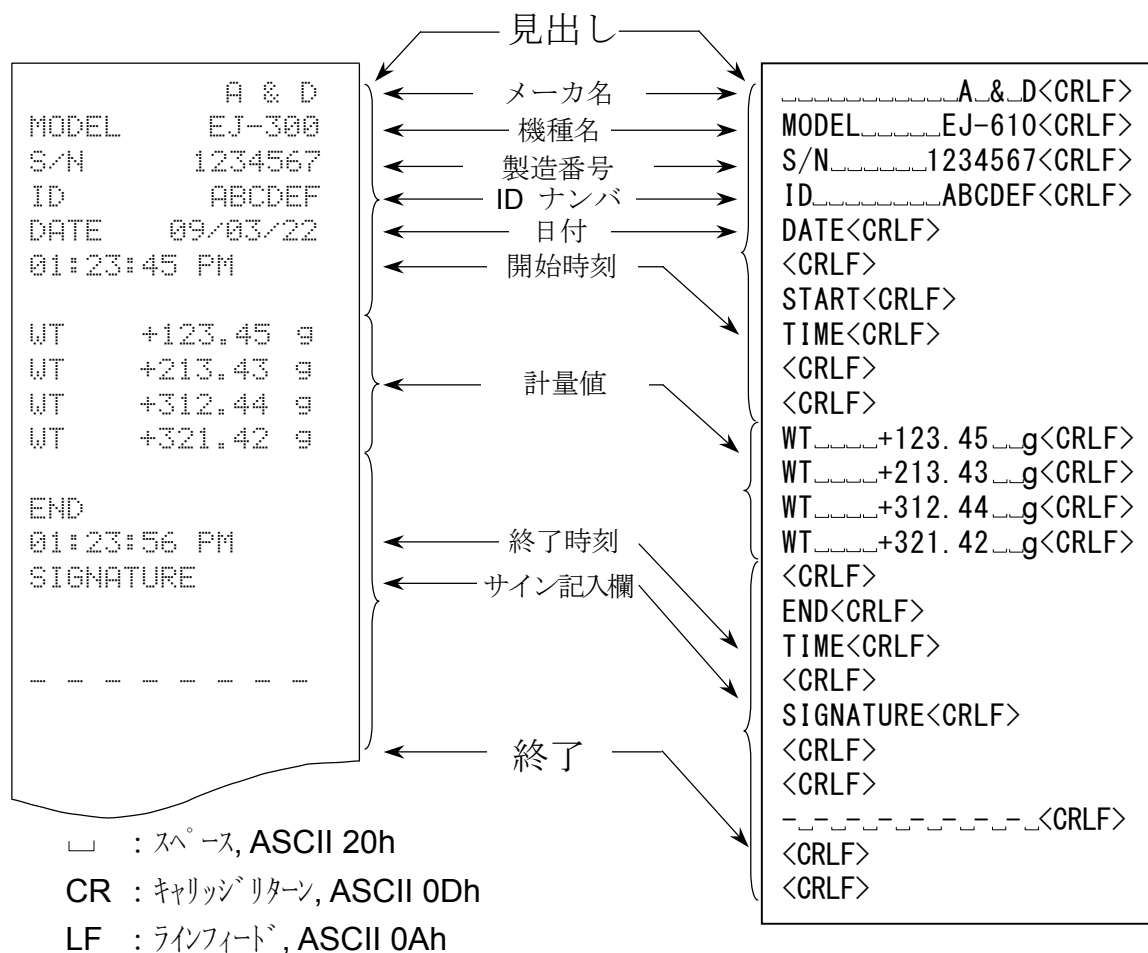 見出し
A & D
MODEL EJ-300
S/N 1234567
ID ABCDEF
DATE 09/03/22
01:23:45 PM
WT +123.45 g
WT +213.43 g
WT +312.44 g
WT +321.42 g
END
01:23:56 PM
SIGNATURE
_ _ _ _ _ _ _ _
メーカ名
機種名
製造番号
ID ナンバ
日付
開始時刻
計量値
終了時刻
サイン記入欄
終了
␣␣␣␣␣␣␣␣␣␣␣A␣&␣D<CRLF>
MODEL␣␣␣␣␣EJ-610<CRLF>
S/N␣␣␣␣␣␣1234567<CRLF>
ID␣␣␣␣␣␣␣␣ABCDEF<CRLF>
DATE<CRLF>
<CRLF>
START<CRLF>
TIME<CRLF>
<CRLF>
<CRLF>
WT␣␣␣␣+123.45␣␣g<CRLF>
WT␣␣␣␣+213.43␣␣g<CRLF>
WT␣␣␣␣+312.44␣␣g<CRLF>
WT␣␣␣␣+321.42␣␣g<CRLF>
<CRLF>
END<CRLF>
TIME<CRLF>
<CRLF>
SIGNATURE<CRLF>
<CRLF>
<CRLF>
-␣-␣-␣-␣-␣-␣-␣-␣<CRLF>
<CRLF>
<CRLF>
␣ : ｽﾍﾟｰｽ, ASCII 20h
CR : ｷｬﾘｯｼﾞﾘﾀｰﾝ, ASCII 0Dh
LF : ﾗｲﾝﾌｨｰﾄﾞ, ASCII 0Ah